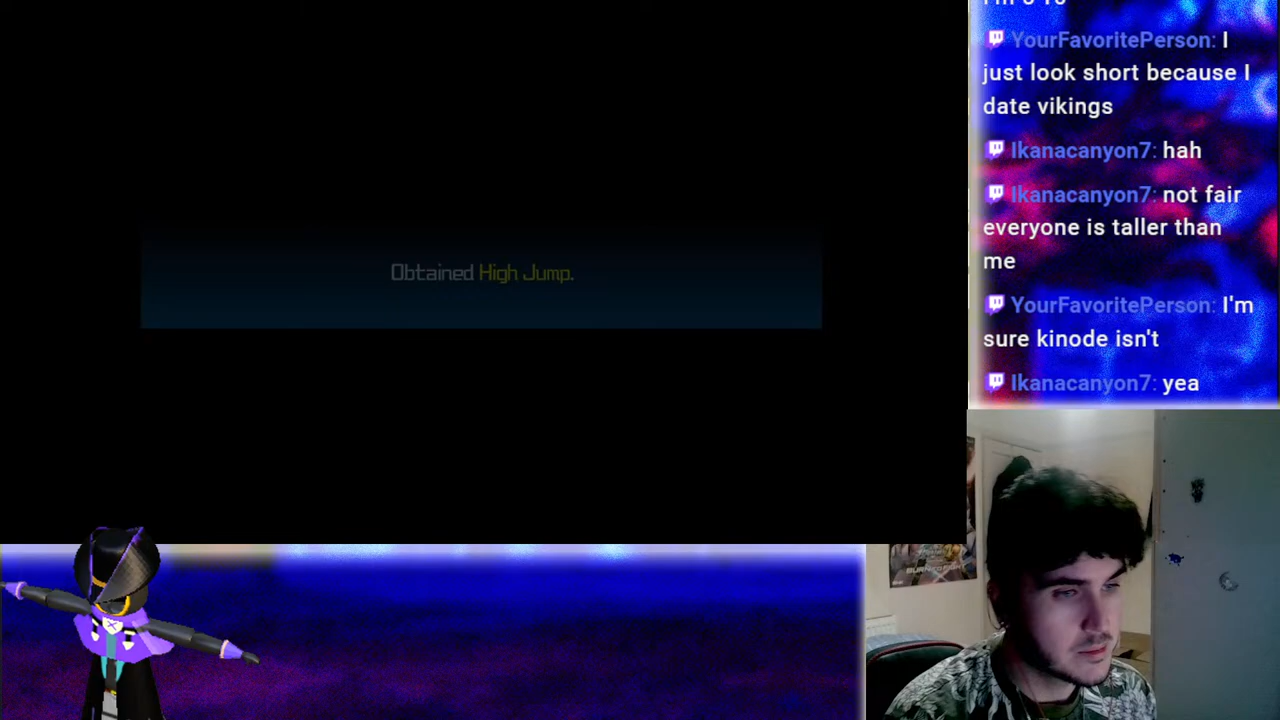 Obtained High Jump.
YourFavoritePerson: I
just look short because I
date vikings
Ikanacanyon7: hah
Ikanacanyon7: not fair
everyone is taller than
me
YourFavoritePerson: I'm
sure kinode isn't
Ikanacanyon7: yea